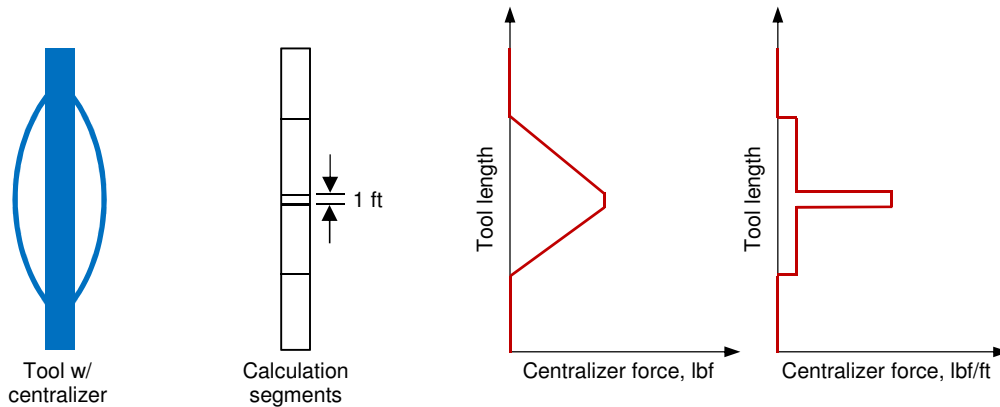 1 ft
Tool length
Tool length
Tool w/
centralizer
Calculation
segments
Centralizer force, lbf
Centralizer force, lbf/ft